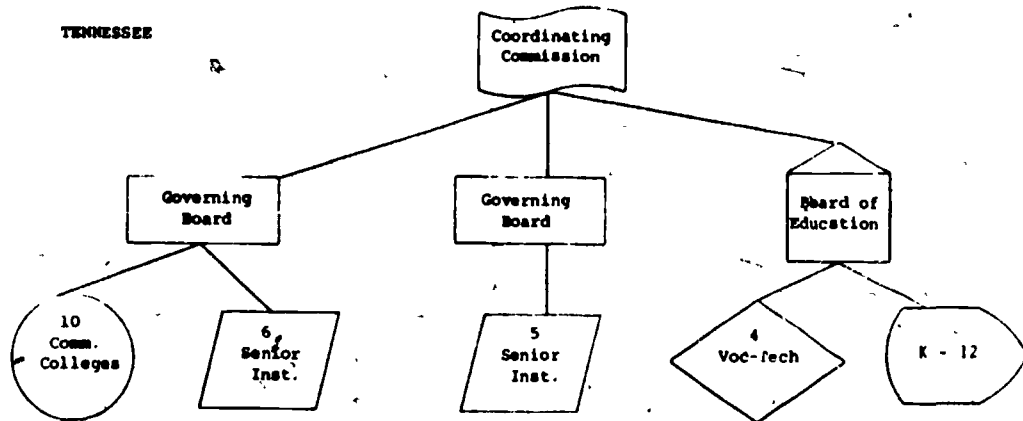 TENNESSEE
Coordinating
Commission
Governing
Board
Governing
Board
Board of
Education
10
Comm.
Colleges
6
Senior
Inst.
5
Senior
Inst.
4
Voc-Tech
K - 12